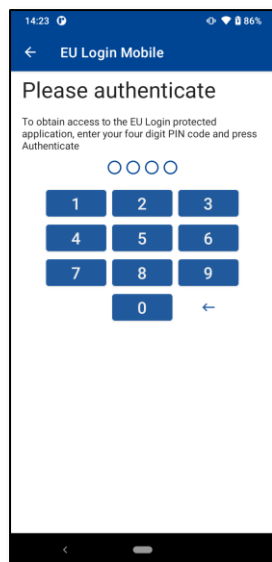 14:23 86%
EU Login Mobile
Please authenticate
To obtain access to the EU Login protected
application, enter your four digit PIN code and press
Authenticate
1 2 3
4 5 6
7 8 9
0